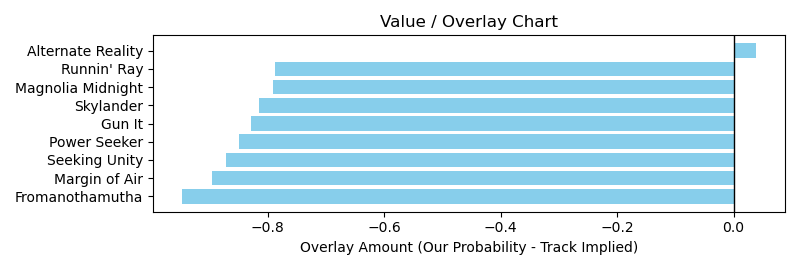 Value / Overlay Chart
Alternate Reality
Runnin' Ray
Magnolia Midnight
Skylander
Gun It
Power Seeker
Seeking Unity
Margin of Air
Fromanothamutha
−0.8 −0.6 −0.4 −0.2 0.0
Overlay Amount (Our Probability - Track Implied)